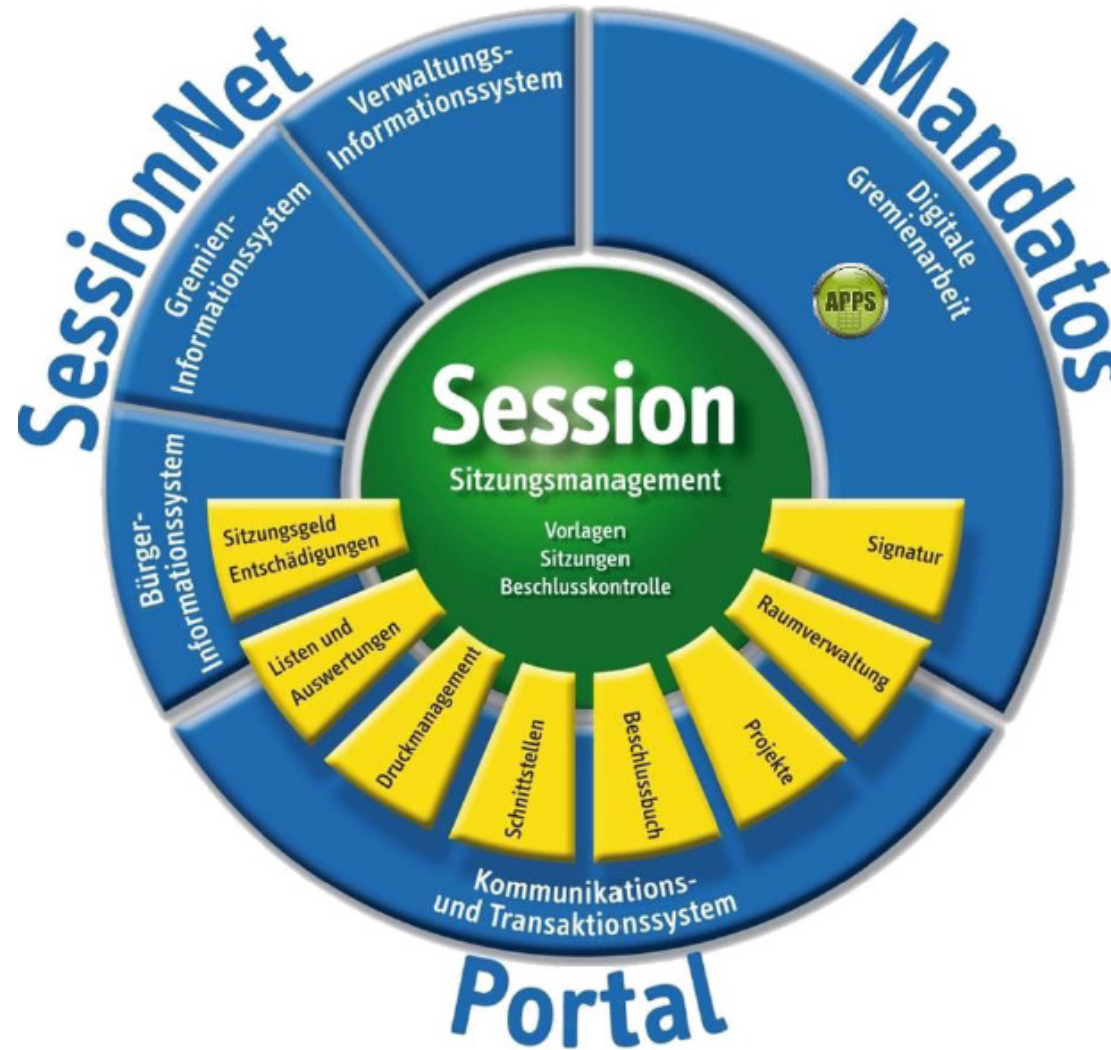 SessionNet
Mandatos
Verwaltungs-
Informationssystem
Gremien-
Informationssystem
Bürger-
Informationssystem
Digitale
Gremienarbeit
APPS
Session
Sitzungsmanagement
Vorlagen
Sitzungen
Beschlusskontrolle
Sitzungsgeld
Entschädigungen
Listen und
Auswertungen
Druckmanagement
Schnittstellen
Beschlussbuch
Projekte
Raumverwaltung
Signatur
Kommunikations-
und Transaktionssystem
Portal